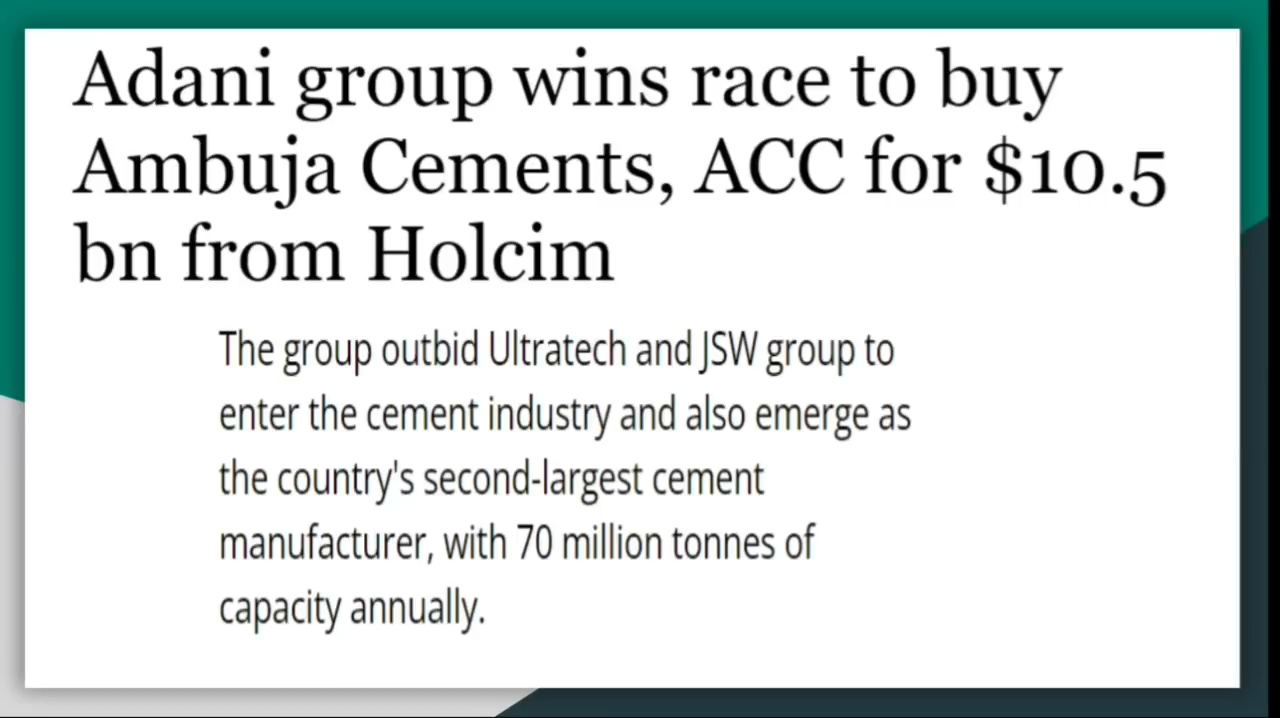 Adani group wins race to buy
Ambuja Cements, ACC for $10.5
bn from Holcim
The group outbid Ultratech and JSW group to
enter the cement industry and also emerge as
the country's second-largest cement
manufacturer, with 70 million tonnes of
capacity annually.